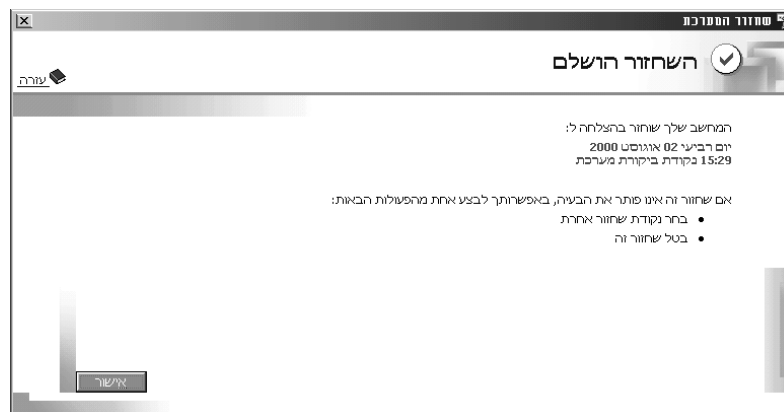 שחזור המערכת
השחזור הושלם
עזרה
המחשב שלך שוחזר בהצלחה ל:
יום רביעי 02 אוגוסט 2000
15:29 נקודת ביקורת מערכת
אם שחזור זה אינו פותר את הבעיה, באפשרותך לבצע אחת מהפעולות הבאות:
• בחר נקודת שחזור אחרת
• בטל שחזור זה
אישור